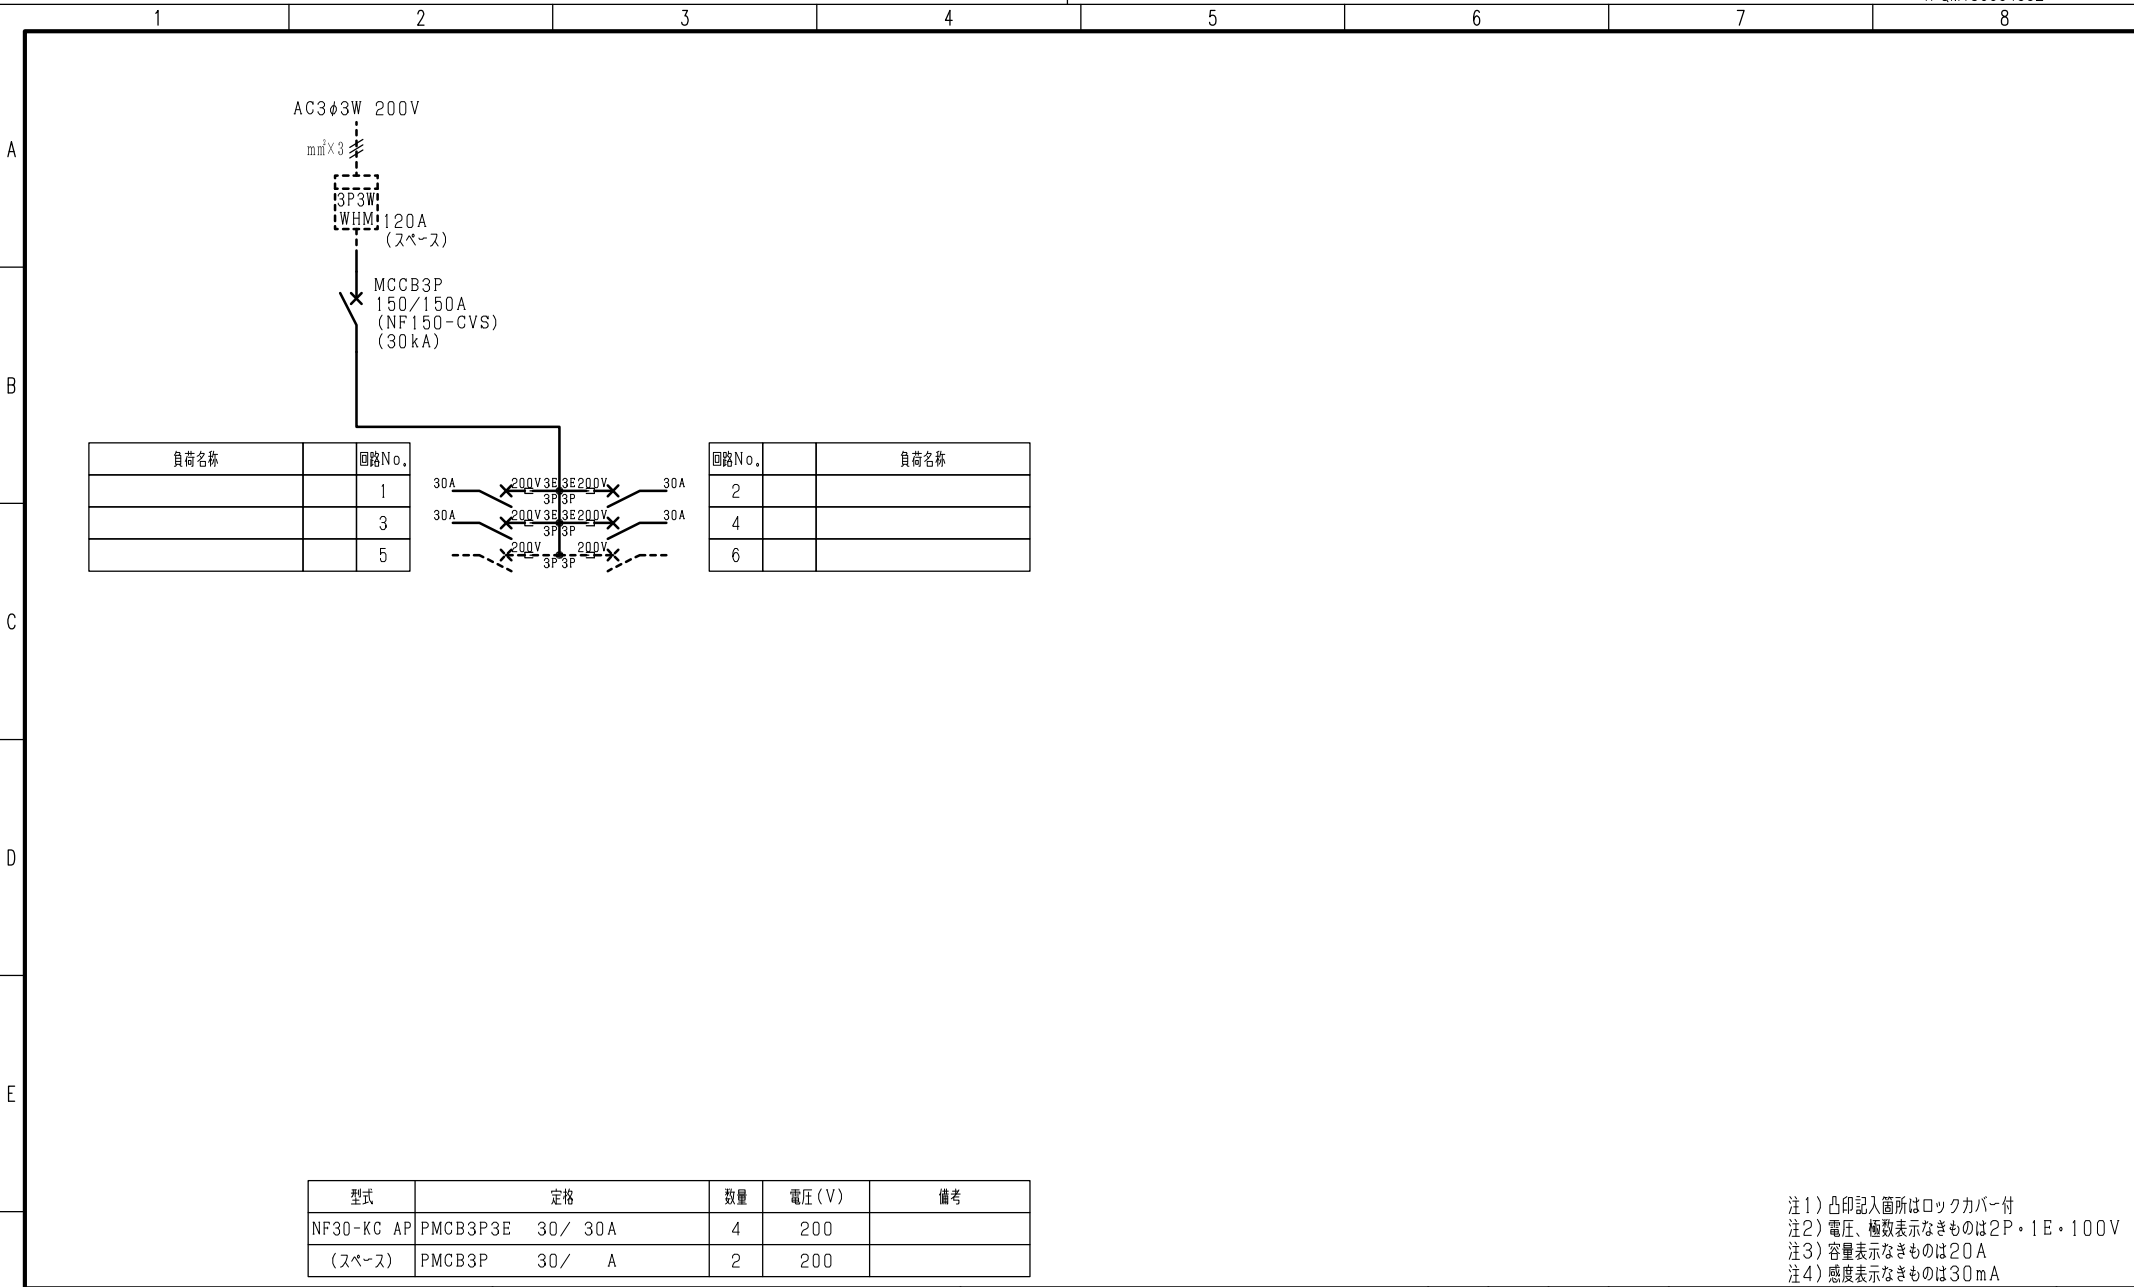 1 2 3 4 5 6 7 8
A
B
C
D
E
AC3φ3W 200V
mm²×3
3P3W
WHM
120A
(スペース)
MCCB3P
150/150A
(NF150-CVS)
(30kA)
負荷名称 回路No.
1
3
5
30A 200V 3E 3E 200V 30A
3P 3P
30A 200V 3E 3E 200V 30A
3P 3P
200V 200V
3P 3P
回路No. 負荷名称
2
4
6
型式 定格 数量 電圧(V) 備考
NF30-KC AP PMCB3P3E 30/ 30A 4 200
(スペース) PMCB3P 30/ A 2 200
注1)凸印記入箇所はロックカバー付
注2)電圧、極数表示なきものは2P・1E・100V
注3)容量表示なきものは20A
注4)感度表示なきものは30mA